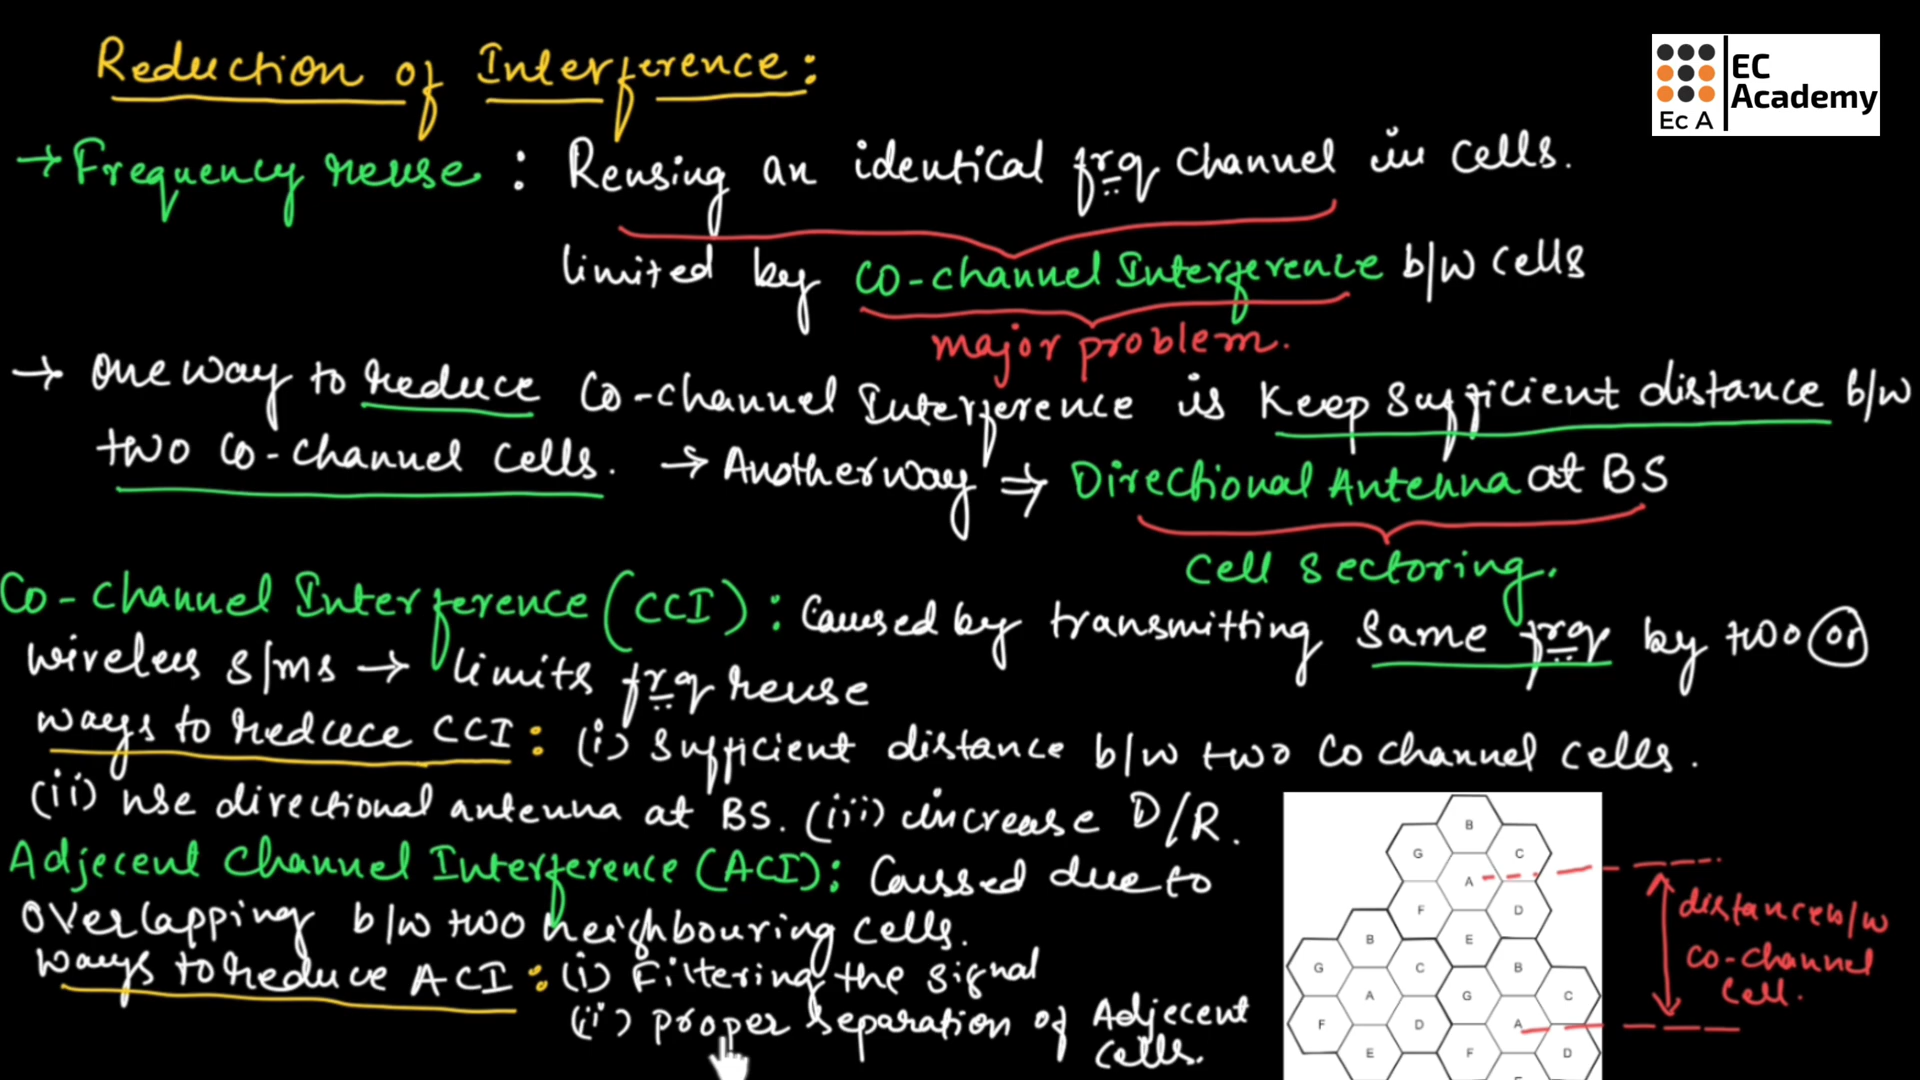 Reduction of Interference:
EC
Academy
Ec A
→ Frequency reuse : Reusing an identical frq channel in cells.
limited by co-channel Interference b/w cells
major problem.
→ One way to reduce Co-channel Interference is keep sufficient distance b/w
two Co-channel cells. → Another way ⇒ Directional Antenna at BS
cell sectoring.
Co-channel Interference (CCI): Caused by transmitting same frq by two or
wireless s/ms → limits frq reuse
ways to redcece CCI: (i) sufficient distance b/w two Co channel cells.
(ii) use directional antenna at BS. (iii) increase D/R.
Adjecent Channel Interference (ACI): Caused due to
overlapping b/w two neighbouring cells.
ways to reduce ACI: (i) Filtering the signal
(ii) proper separation of Adjecent
cells.
B
G C
A
F D
B E
G C B
A G C
F D A
E F D
distance b/w
co-channel
cell.